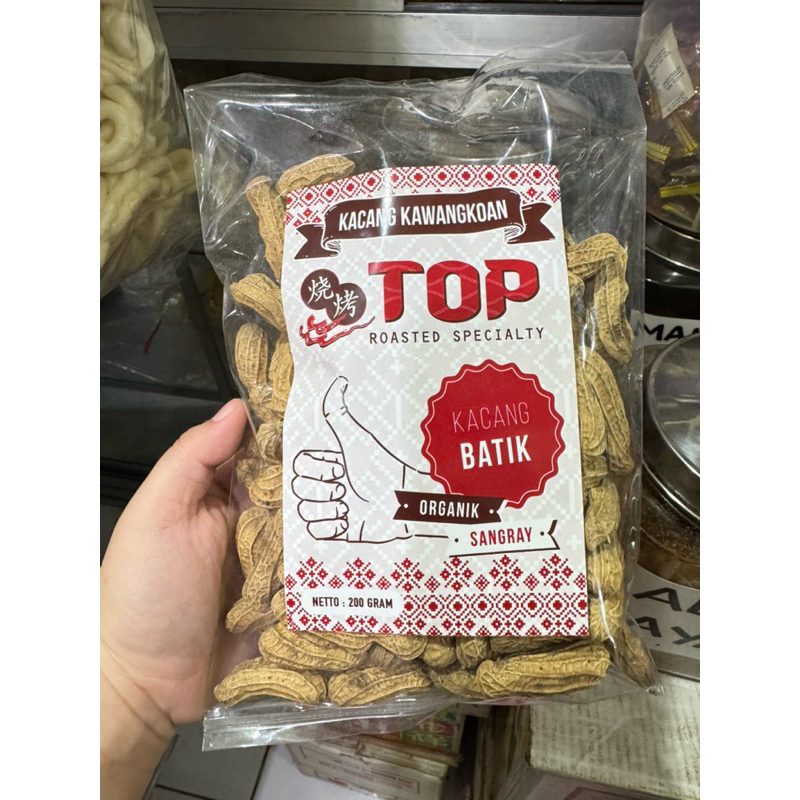 KACANG KAWANGKOAN
烧
烤
TOP
ROASTED SPECIALTY
KACANG
BATIK
ORGANIK
SANGRAY
NETTO : 200 GRAM